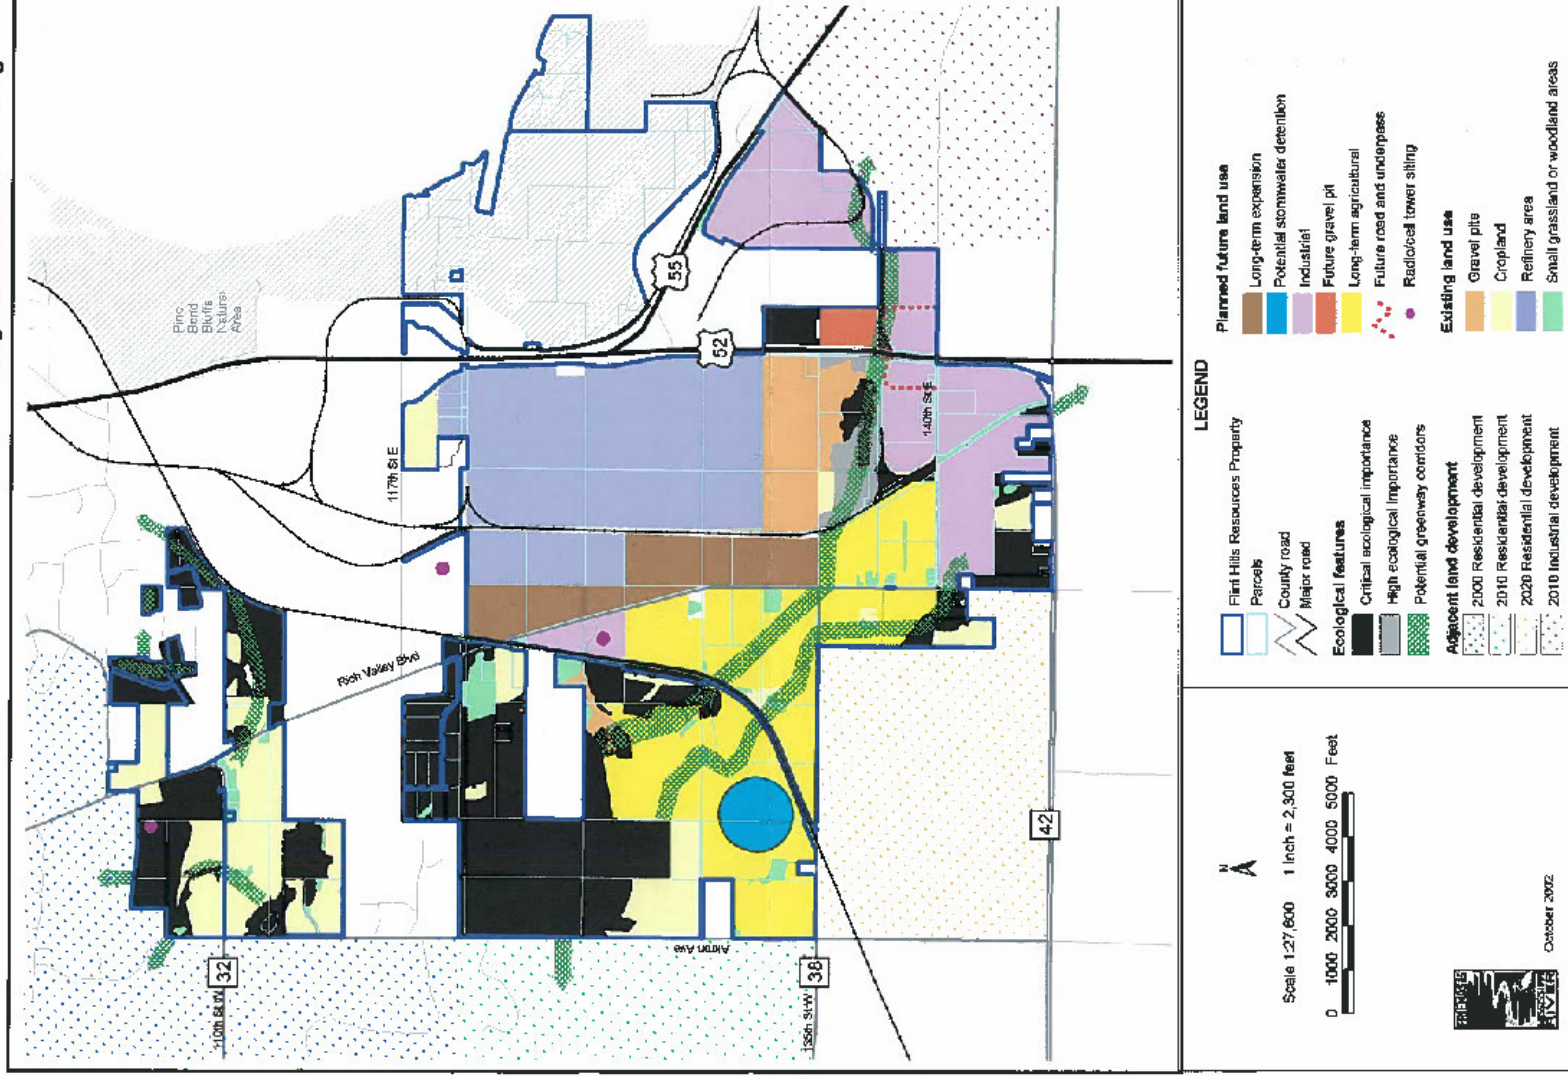 Pine
Bend
Bluffs
Natural
Area
117th St E
Rich Valley Blvd
55
52
140th St E
32
110th St W
Akron Ave
38
135th St W
42
LEGEND
Flint Hills Resources Property
Parcels
County road
Major road
Ecological features
Critical ecological importance
High ecological importance
Potential greenway corridors
Adjacent land development
2000 Residential development
2010 Residential development
2020 Residential development
2010 Industrial development
Planned future land use
Long-term expansion
Potential stormwater detention
Industrial
Future gravel pit
Long-term agricultural
Future road and underpass
Radio/cell tower siting
Existing land use
Gravel pits
Cropland
Refinery area
Small grassland or woodland areas
N
Scale 1:27,600 1 inch = 2,300 feet
0 1000 2000 3000 4000 5000 Feet
October 2002